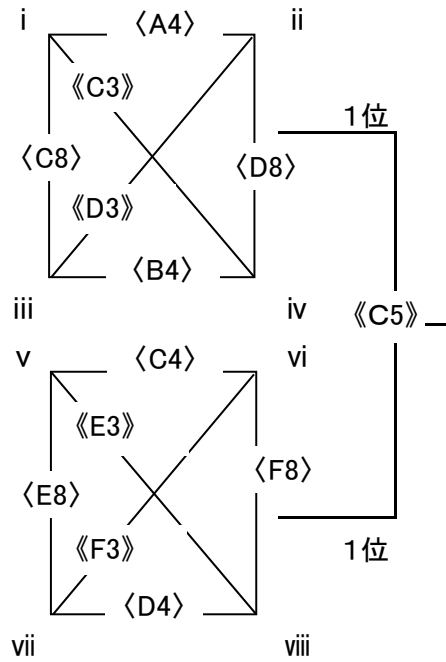 ⅰ 〈A4〉 ⅱ
《C3》
1位
〈C8〉 〈D8〉
《D3》
〈B4〉
ⅲ ⅳ 《C5》
ⅴ 〈C4〉 ⅵ
《E3》
〈F8〉
〈E8〉
《F3》
1位
〈D4〉
ⅶ ⅷ